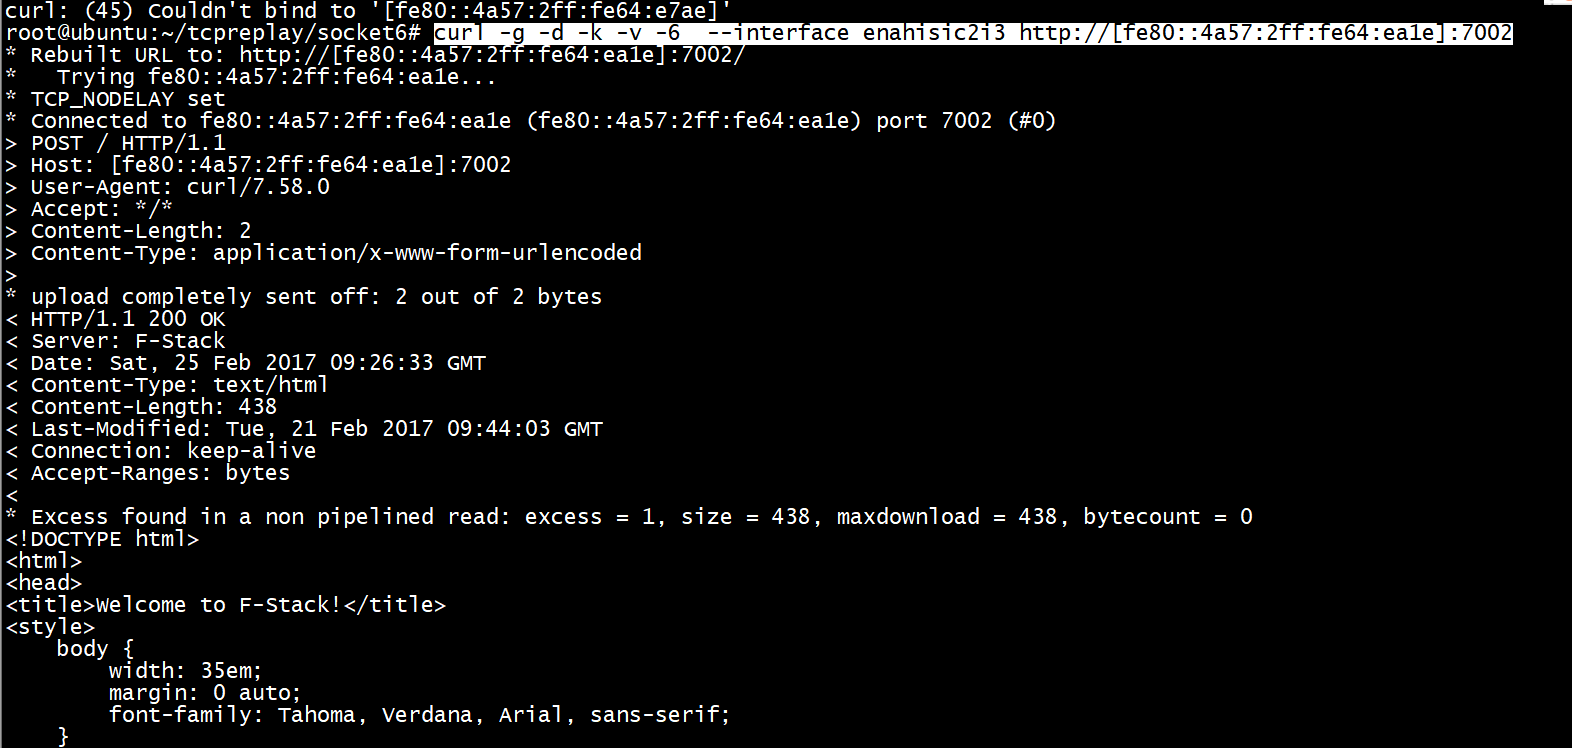 curl: (45) Couldn't bind to '[fe80::4a57:2ff:fe64:e7ae]'
root@ubuntu:~/tcpreplay/socket6# curl -g -d -k -v -6  --interface enahisic2i3 http://[fe80::4a57:2ff:fe64:ea1e]:7002
* Rebuilt URL to: http://[fe80::4a57:2ff:fe64:ea1e]:7002/
*   Trying fe80::4a57:2ff:fe64:ea1e...
* TCP_NODELAY set
* Connected to fe80::4a57:2ff:fe64:ea1e (fe80::4a57:2ff:fe64:ea1e) port 7002 (#0)
> POST / HTTP/1.1
> Host: [fe80::4a57:2ff:fe64:ea1e]:7002
> User-Agent: curl/7.58.0
> Accept: */*
> Content-Length: 2
> Content-Type: application/x-www-form-urlencoded
>
* upload completely sent off: 2 out of 2 bytes
< HTTP/1.1 200 OK
< Server: F-Stack
< Date: Sat, 25 Feb 2017 09:26:33 GMT
< Content-Type: text/html
< Content-Length: 438
< Last-Modified: Tue, 21 Feb 2017 09:44:03 GMT
< Connection: keep-alive
< Accept-Ranges: bytes
<
* Excess found in a non pipelined read: excess = 1, size = 438, maxdownload = 438, bytecount = 0
<!DOCTYPE html>
<html>
<head>
<title>Welcome to F-Stack!</title>
<style>
    body {
        width: 35em;
        margin: 0 auto;
        font-family: Tahoma, Verdana, Arial, sans-serif;
    }